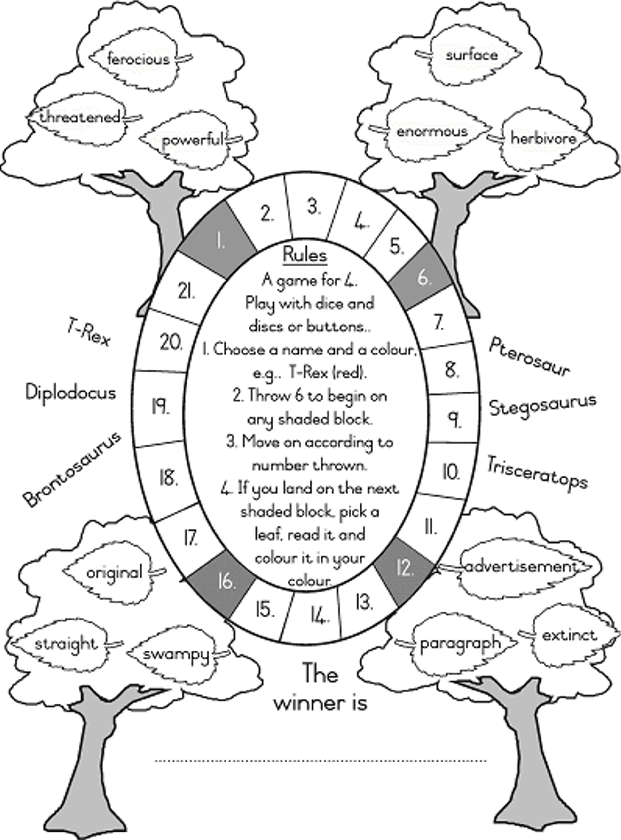 ferocious
threatened
powerful
surface
enormous
herbivore
1.
2.
3.
4.
5.
6.
7.
8.
9.
10.
11.
12.
13.
14.
15.
16.
17.
18.
19.
20.
21.
Rules
A game for 4.
Play with dice and
discs or buttons..
1. Choose a name and a colour,
e.g.. T-Rex (red).
2. Throw 6 to begin on
any shaded block.
3. Move on according to
number thrown.
4. If you land on the next
shaded block, pick a
leaf, read it and
colour it in your
colour.
T-Rex
Diplodocus
Brontosaurus
Pterosaur
Stegosaurus
Trisceratops
original
straight
swampy
advertisement
paragraph
extinct
The
winner is